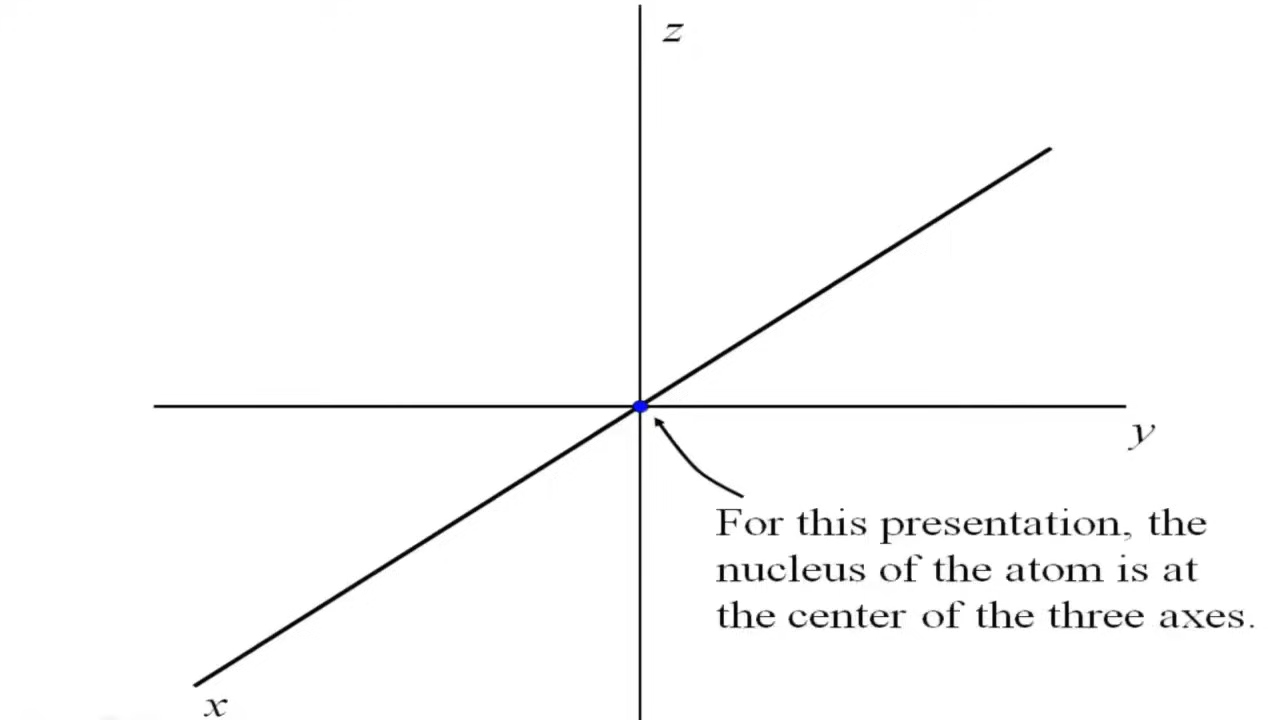 z
y
For this presentation, the
nucleus of the atom is at
the center of the three axes.
x